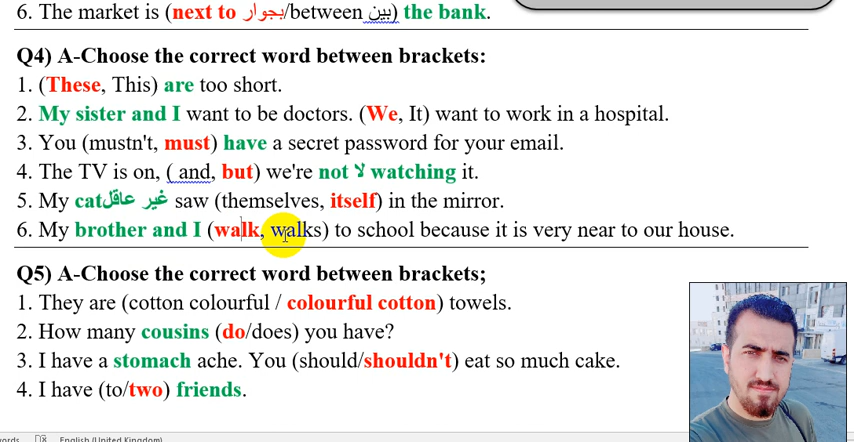 6. The market is (next to بجوار/between بين) the bank.
Q4) A-Choose the correct word between brackets:
1. (These, This) are too short.
2. My sister and I want to be doctors. (We, It) want to work in a hospital.
3. You (mustn't, must) have a secret password for your email.
4. The TV is on, ( and, but) we're not لا watching it.
5. My cat غير عاقل saw (themselves, itself) in the mirror.
6. My brother and I (walk, walks) to school because it is very near to our house.
Q5) A-Choose the correct word between brackets;
1. They are (cotton colourful / colourful cotton) towels.
2. How many cousins (do/does) you have?
3. I have a stomach ache. You (should/shouldn't) eat so much cake.
4. I have (to/two) friends.
English (United Kingdom)